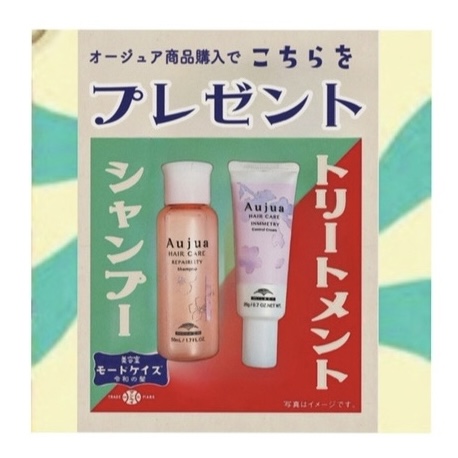 オージュア商品購入で こちらを
プレゼント
シャンプー
トリートメント
Aujua
HAIR CARE
REPAIRITY
Shampoo
Aujua
HAIR CARE
IMMETRY
美容室
モードケイズ
令和の髪
TRADE MARK
写真はイメージです。